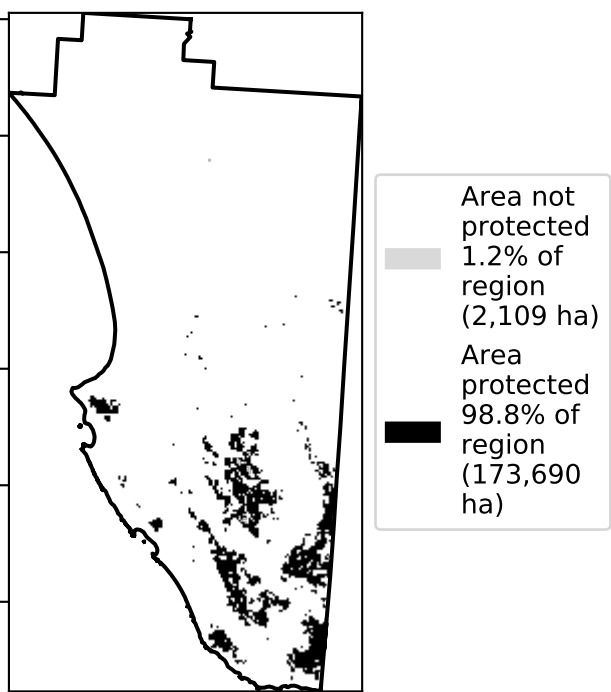 Area not
protected
1.2% of
region
(2,109 ha)
Area
protected
98.8% of
region
(173,690
ha)